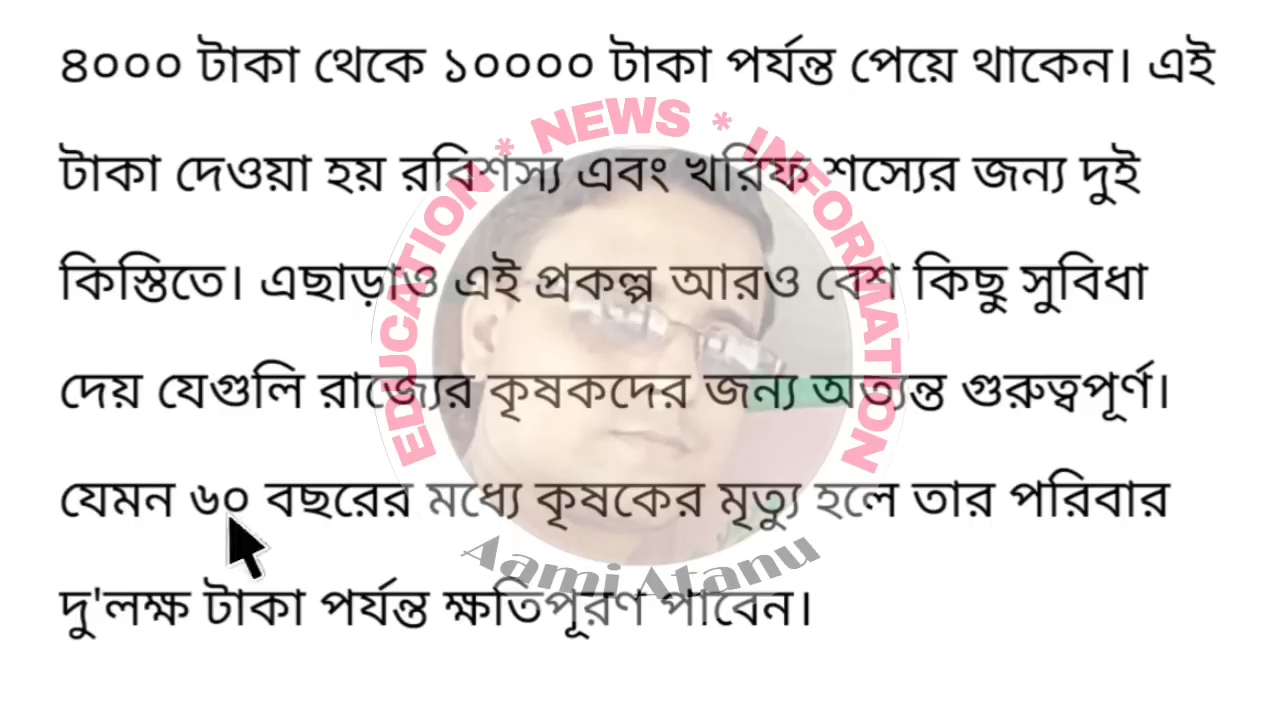 ৪০০০ টাকা থেকে ১০০০০ টাকা পর্যন্ত পেয়ে থাকেন। এই
টাকা দেওয়া হয় রবিশস্য এবং খরিফ শস্যের জন্য দুই
কিস্তিতে। এছাড়াও এই প্রকল্প আরও বেশ কিছু সুবিধা
দেয় যেগুলি রাজ্যের কৃষকদের জন্য অত্যন্ত গুরুত্বপূর্ণ।
যেমন ৬০ বছরের মধ্যে কৃষকের মৃত্যু হলে তার পরিবার
দু'লক্ষ টাকা পর্যন্ত ক্ষতিপূরণ পাবেন।
EDUCATION * NEWS * INFORMATION
Aami Atanu